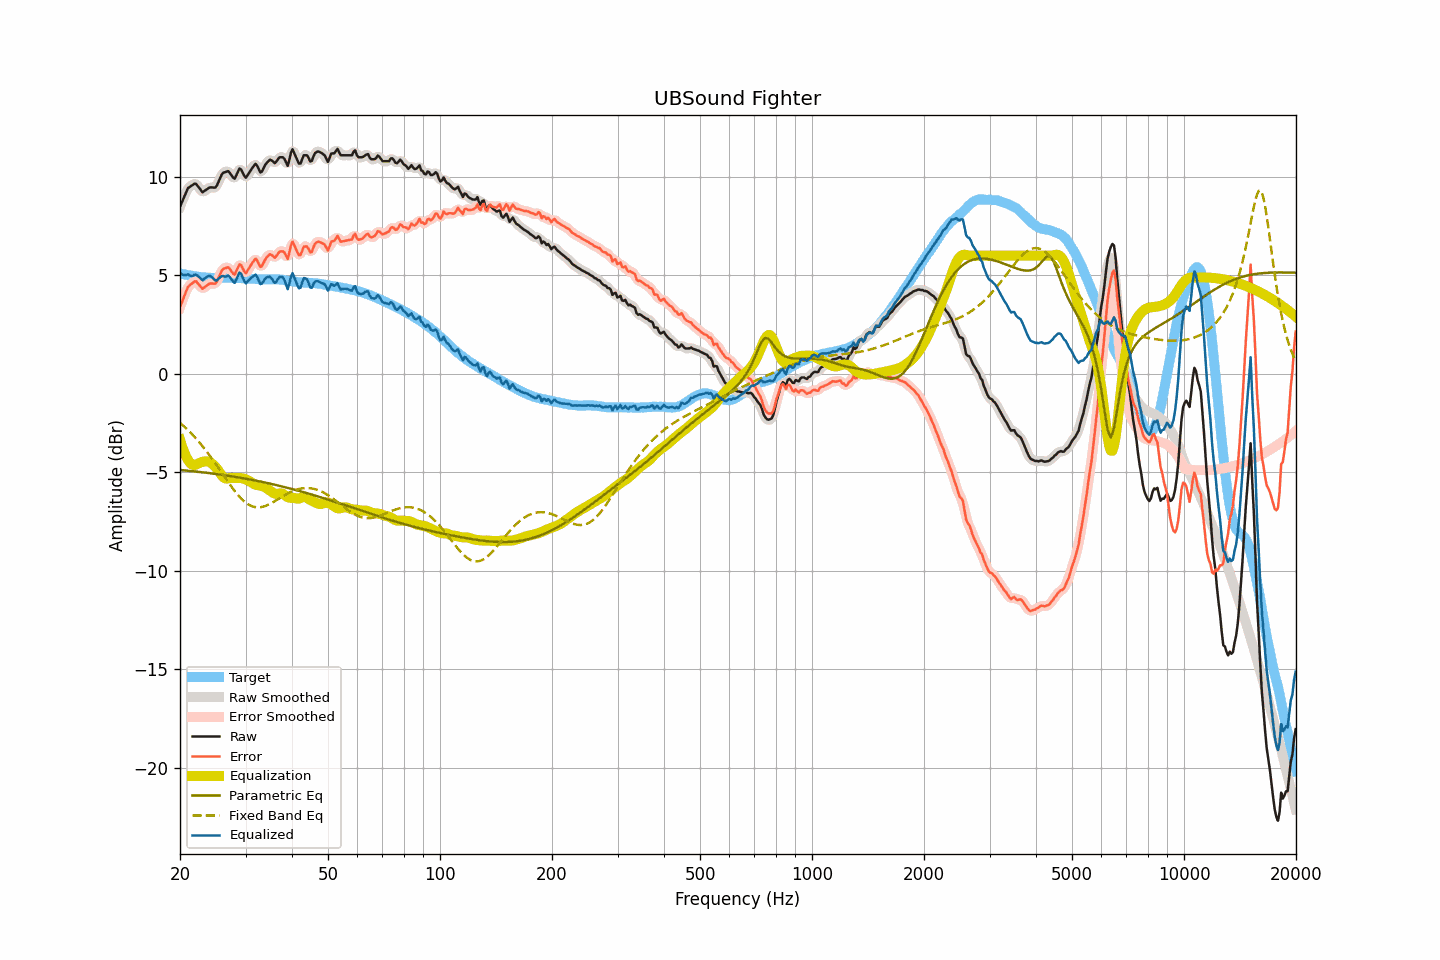 UBSound Fighter
Amplitude (dBr)
10
5
0
−5
−10
−15
−20
Target
Raw Smoothed
Error Smoothed
Raw
Error
Equalization
Parametric Eq
Fixed Band Eq
Equalized
20 50 100 200 500 1000 2000 5000 10000 20000
Frequency (Hz)